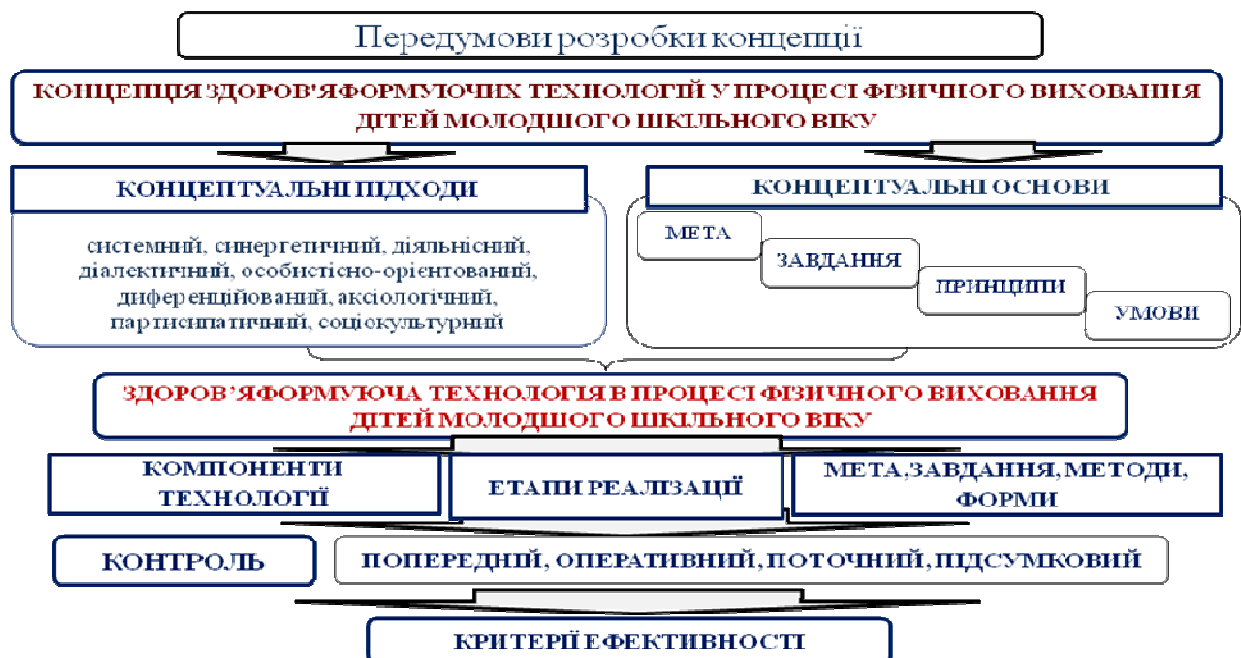 Передумови розробки концепції
КОНЦЕПЦІЯ ЗДОРОВ'ЯФОРМУЮЧИХ ТЕХНОЛОГІЙ У ПРОЦЕСІ ФІЗИЧНОГО ВИХОВАННЯ
ДІТЕЙ МОЛОДШОГО ШКІЛЬНОГО ВІКУ
КОНЦЕПТУАЛЬНІ ПІДХОДИ
системний, синергетичний, діяльнісний,
діалектичний, особистісно-орієнтований,
диференційований, аксіологічний,
партисипатичний, соціокультурний
КОНЦЕПТУАЛЬНІ ОСНОВИ
МЕТА
ЗАВДАННЯ
ПРИНЦИПИ
УМОВИ
ЗДОРОВ’ЯФОРМУЮЧА ТЕХНОЛОГІЯ В ПРОЦЕСІ ФІЗИЧНОГО ВИХОВАННЯ
ДІТЕЙ МОЛОДШОГО ШКІЛЬНОГО ВІКУ
КОМПОНЕНТИ
ТЕХНОЛОГІЇ
ЕТАПИ РЕАЛІЗАЦІЇ
МЕТА,ЗАВДАННЯ, МЕТОДИ,
ФОРМИ
КОНТРОЛЬ
ПОПЕРЕДНІЙ, ОПЕРАТИВНИЙ, ПОТОЧНИЙ, ПІДСУМКОВИЙ
КРИТЕРІЇ ЕФЕКТИВНОСТІ